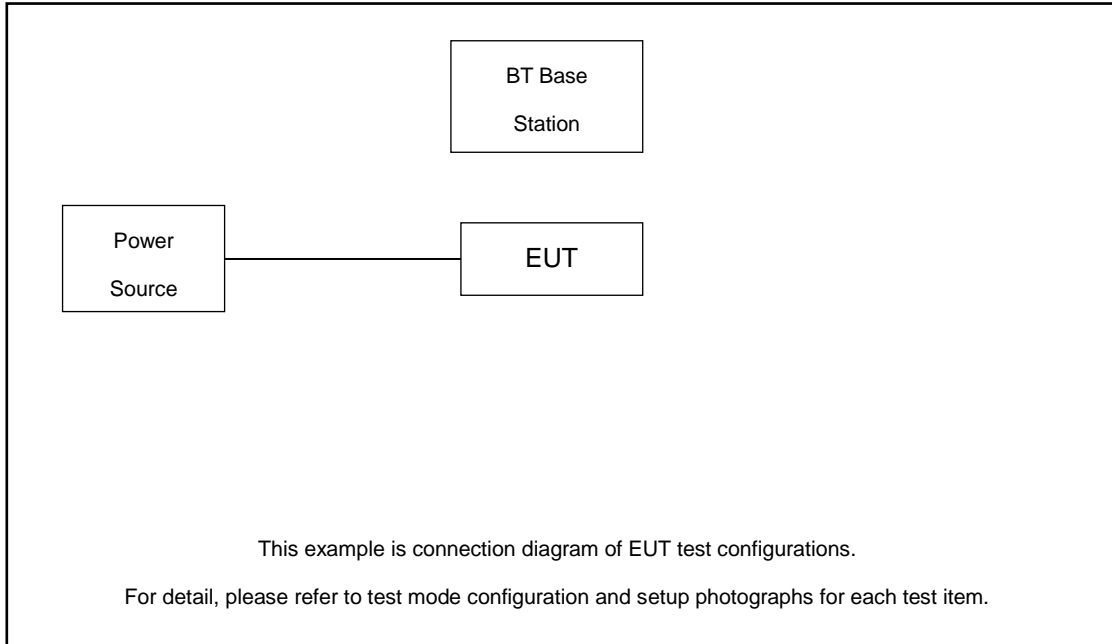 BT Base
Station
Power
Source
EUT
This example is connection diagram of EUT test configurations.
For detail, please refer to test mode configuration and setup photographs for each test item.